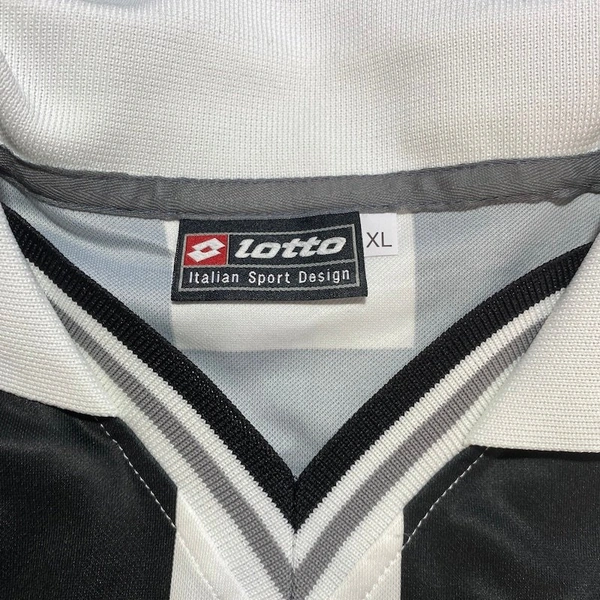 lotto
XL
Italian Sport Design